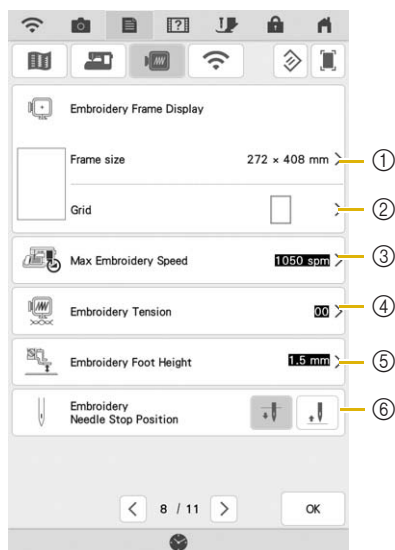 Embroidery Frame Display
Frame size 272 × 408 mm > ①
Grid > ②
Max Embroidery Speed 1050 spm > ③
Embroidery Tension 00 > ④
Embroidery Foot Height 1.5 mm > ⑤
Embroidery
Needle Stop Position ⑥
< 8 / 11 > OK